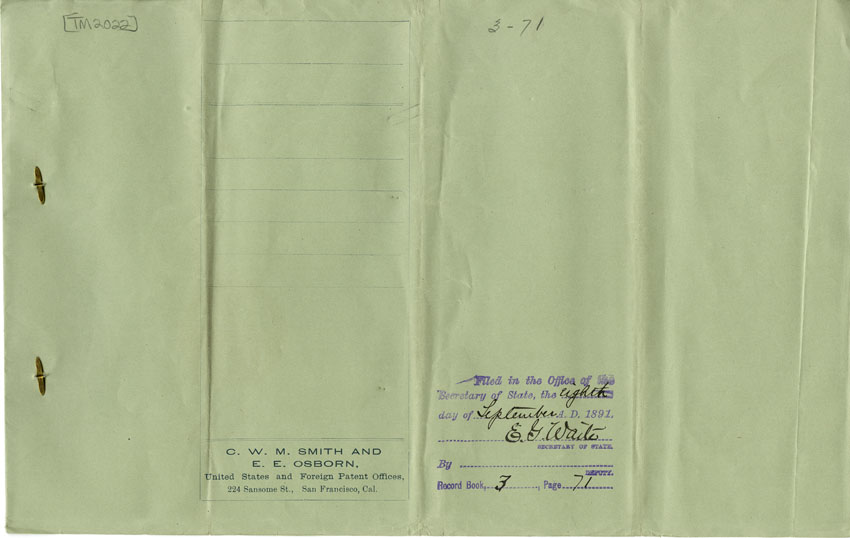 [TM2022]
3-71
C. W. M. SMITH AND
E. E. OSBORN,
United States and Foreign Patent Offices,
224 Sansome St., San Francisco, Cal.
Filed in the Office of the
Secretary of State, the eighth
day of September A. D. 1891.
E. G. Waite
SECRETARY OF STATE.
By
DEPUTY.
Record Book, 3, Page 71